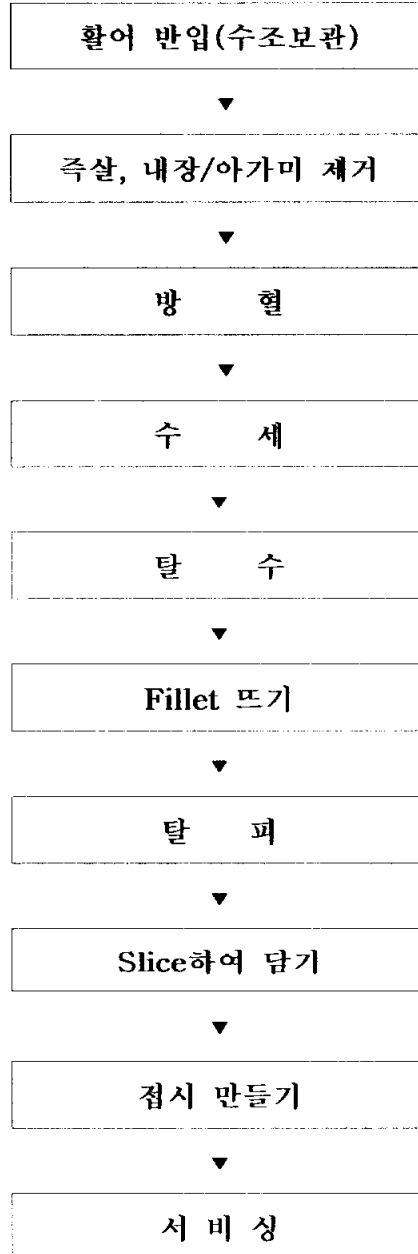 활어 반입(수조보관)
▼
즉살, 내장/아가미 제거
▼
방 혈
▼
수 세
▼
탈 수
▼
Fillet 뜨기
▼
탈 피
▼
Slice하여 담기
▼
접시 만들기
▼
서 비 싱